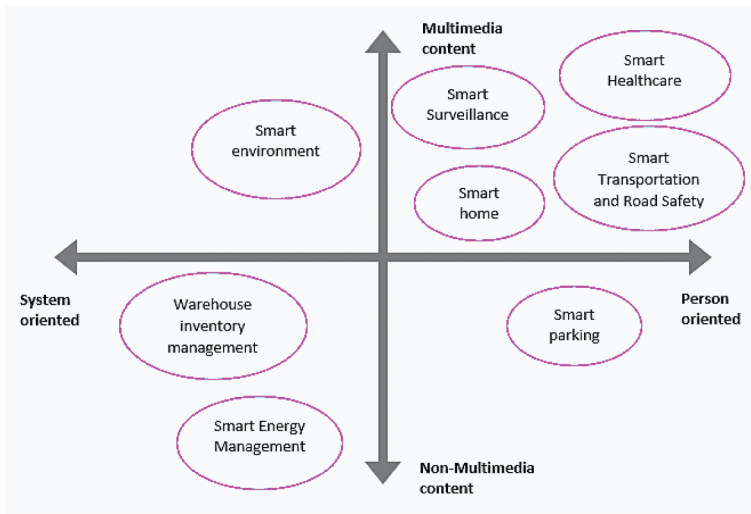 Multimedia
content
Smart
Healthcare
Smart
Surveillance
Smart
environment
Smart
Transportation
and Road Safety
Smart
home
System
oriented
Person
oriented
Warehouse
inventory
management
Smart
parking
Smart Energy
Management
Non-Multimedia
content